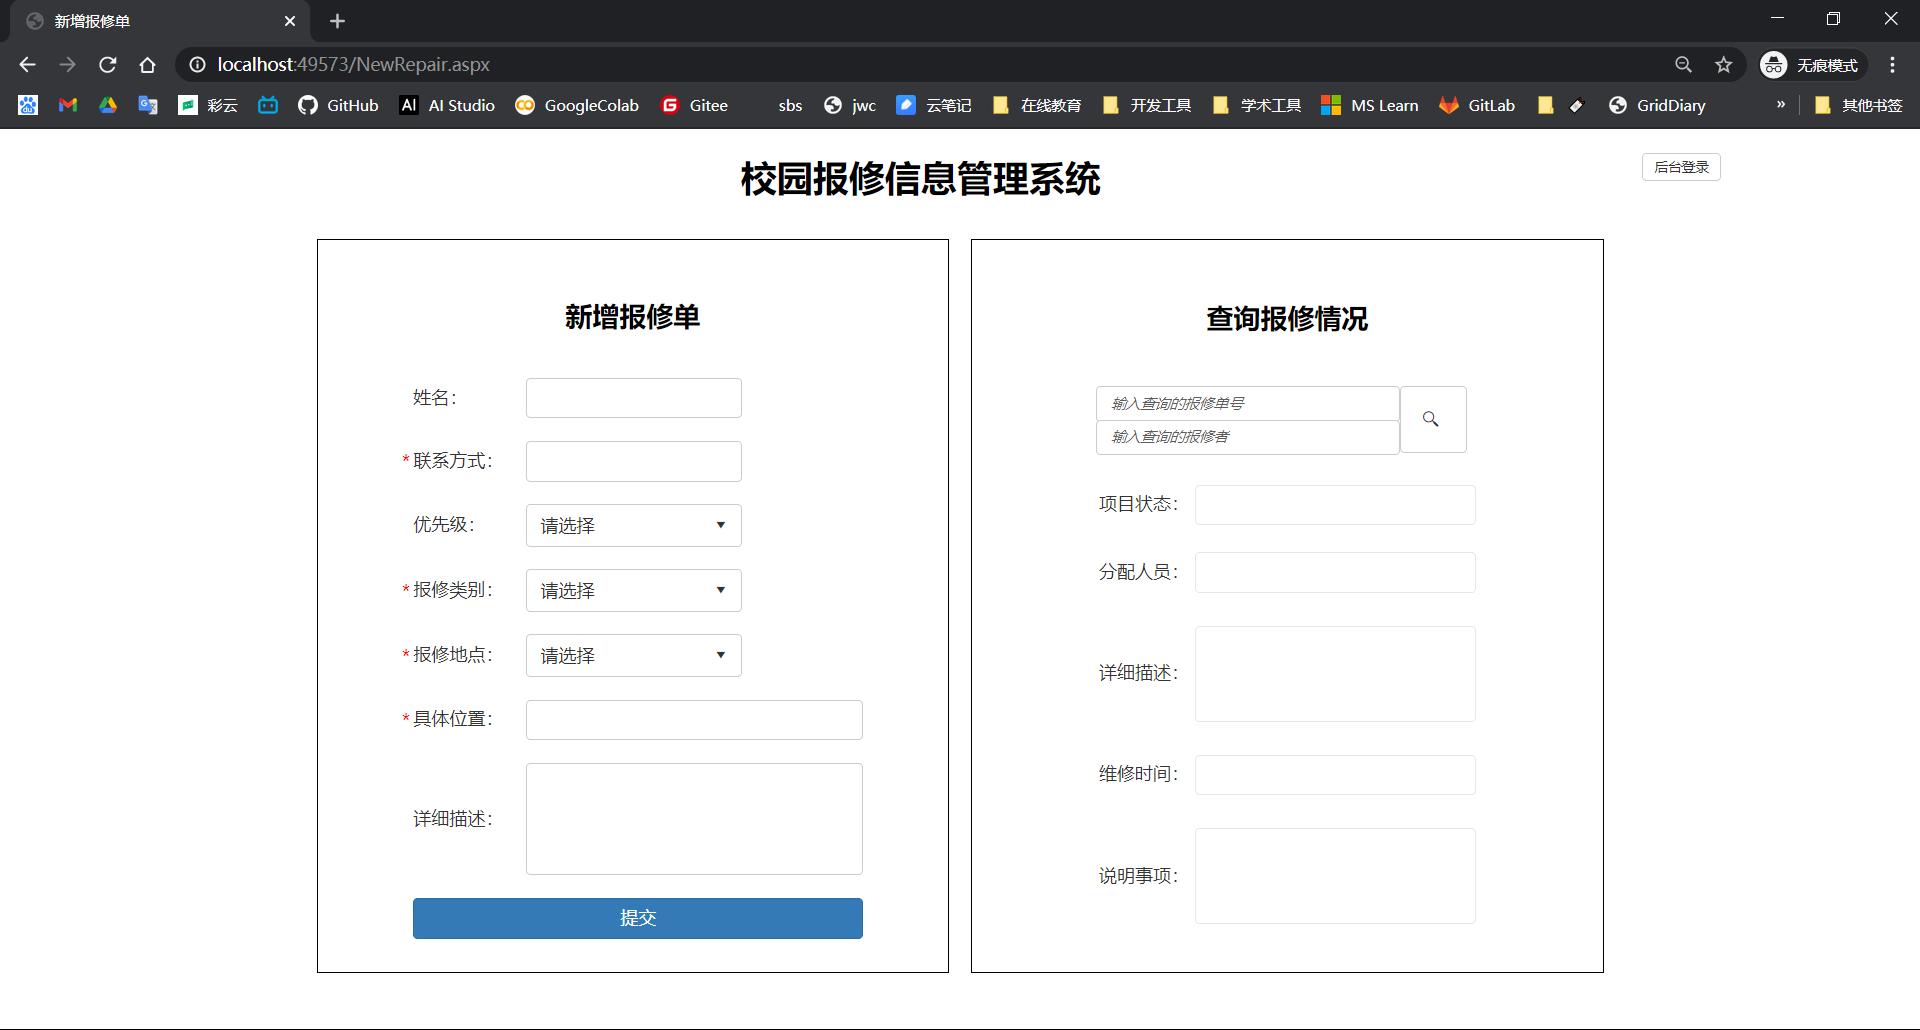 新增报修单
localhost:49573/NewRepair.aspx
无痕模式
彩云 GitHub AI AI Studio GoogleColab Gitee sbs jwc 云笔记 在线教育 开发工具 学术工具 MS Learn GitLab GridDiary » 其他书签
校园报修信息管理系统
后台登录
新增报修单
姓名：
*联系方式：
优先级： 请选择
*报修类别： 请选择
*报修地点： 请选择
*具体位置：
详细描述：
提交
查询报修情况
输入查询的报修单号
输入查询的报修者
项目状态：
分配人员：
详细描述：
维修时间：
说明事项：